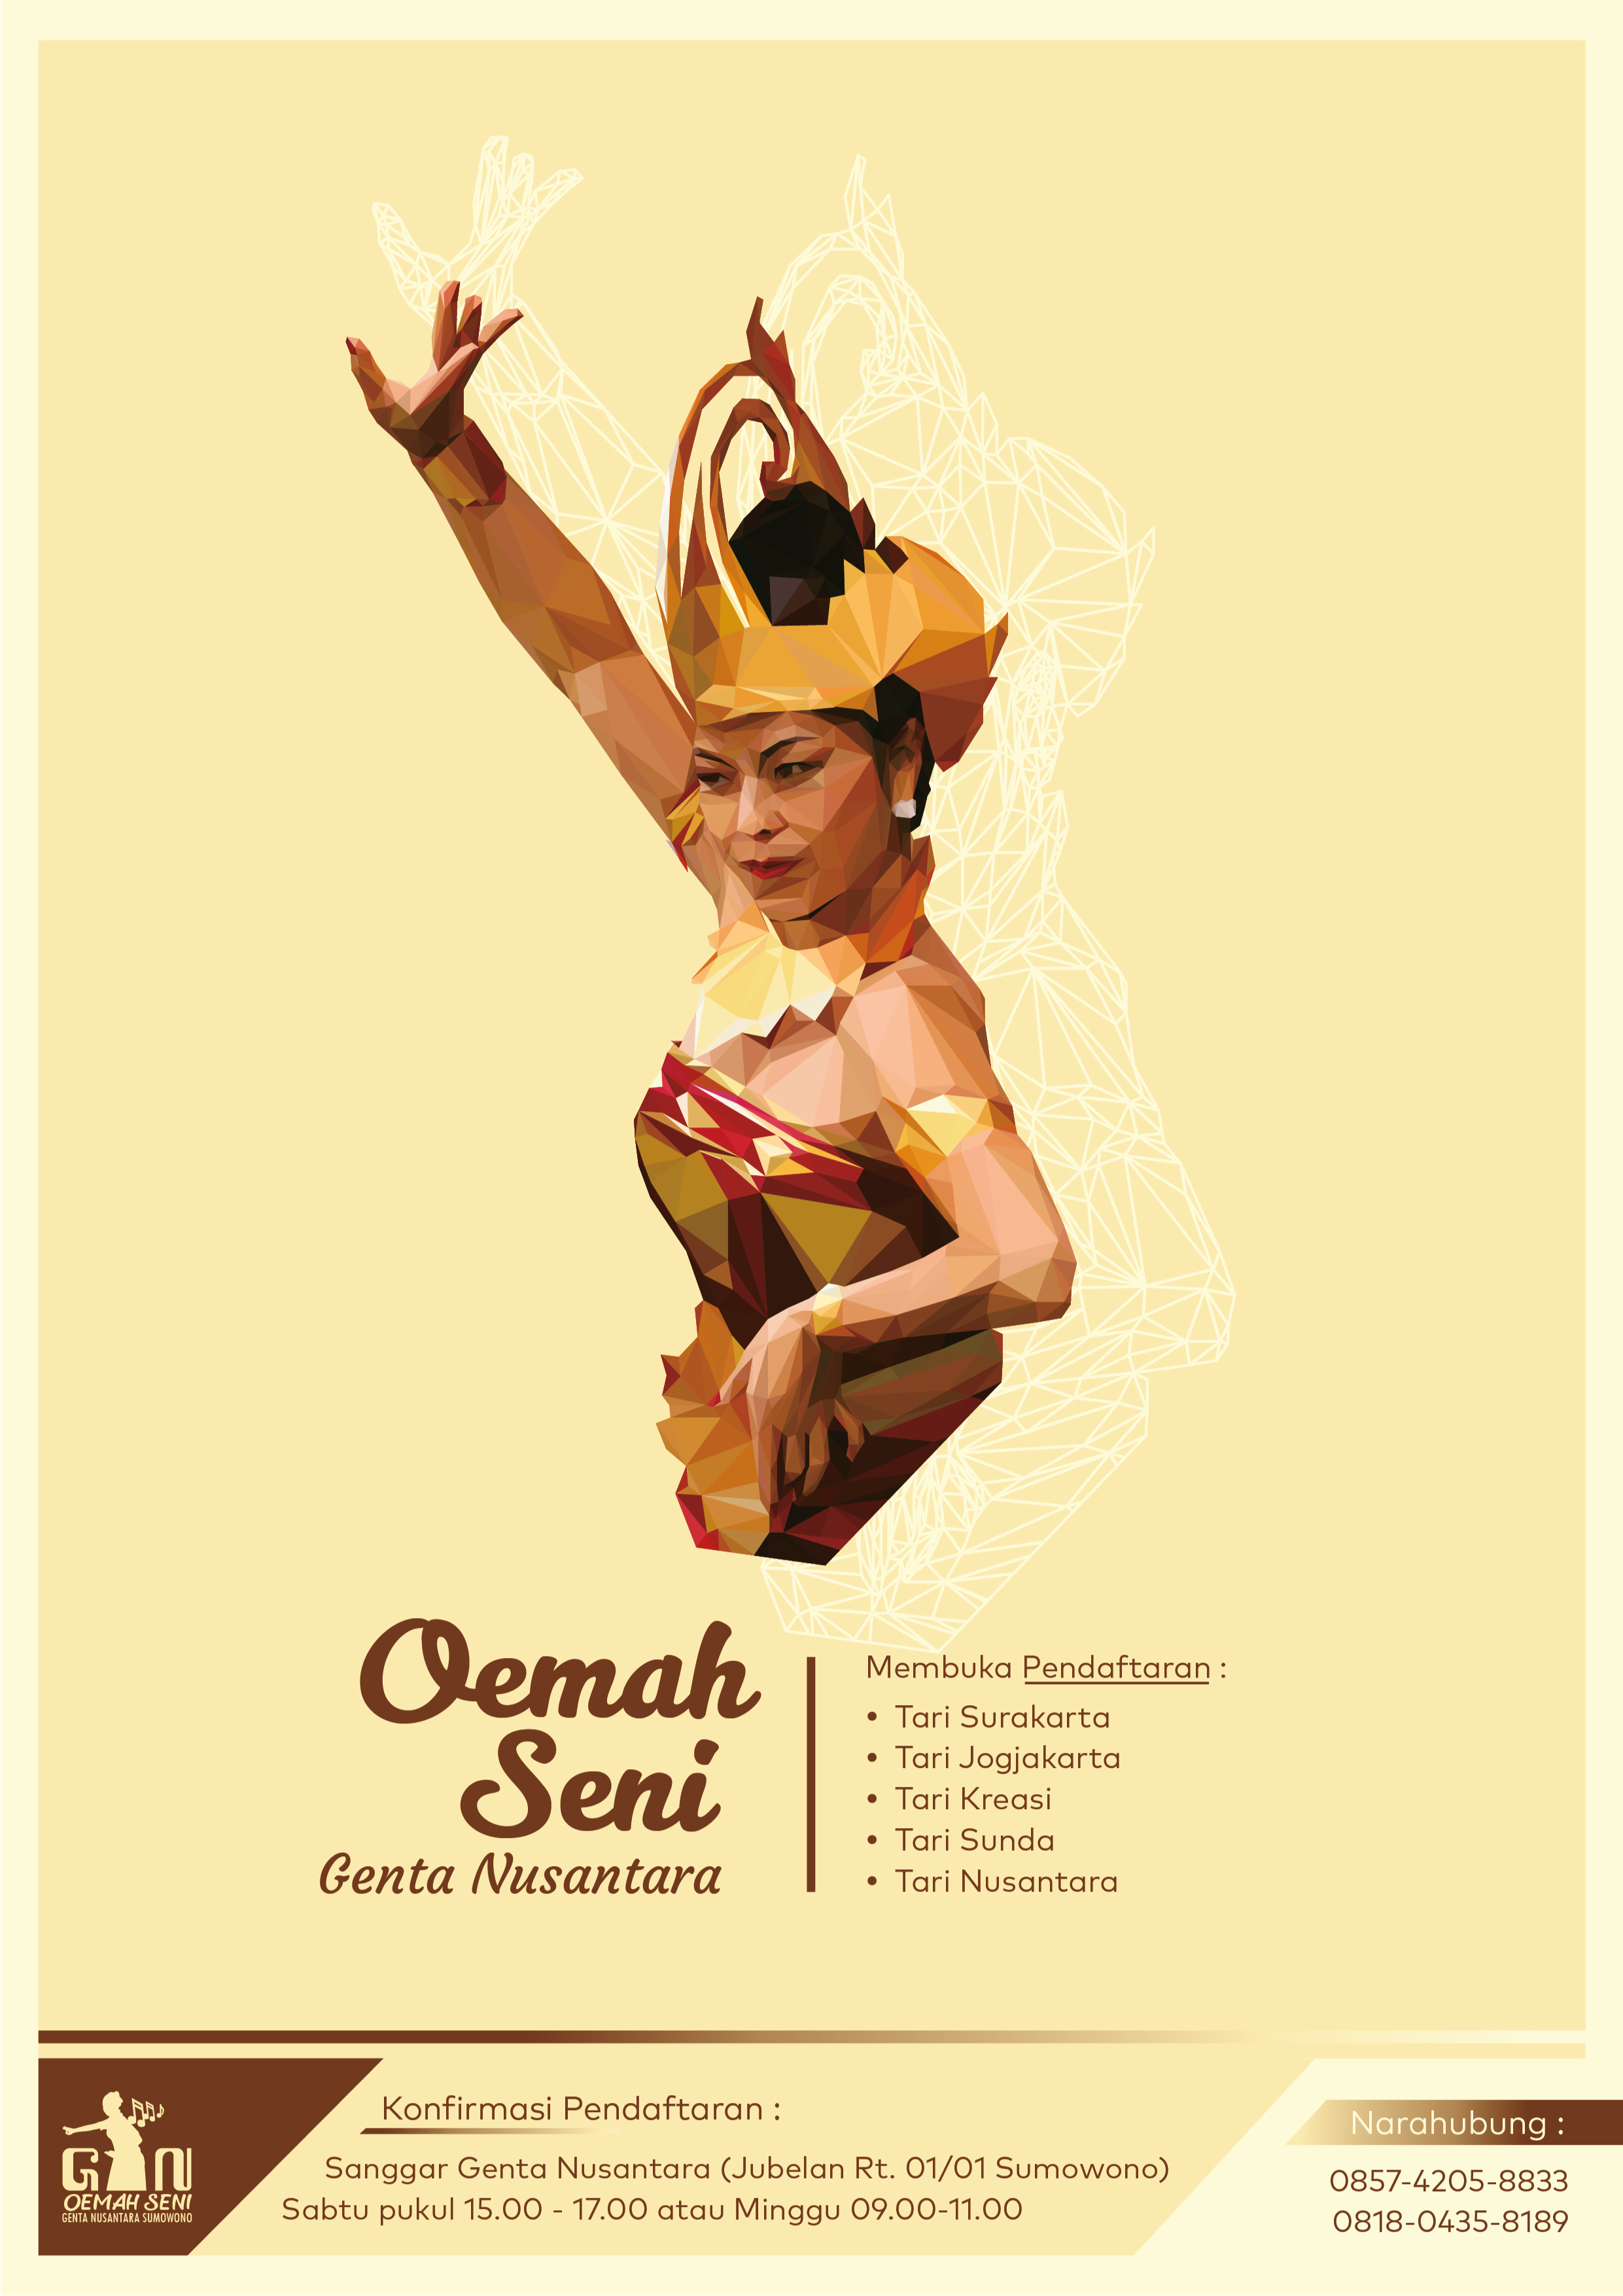 Oemah
Seni
Genta Nusantara
Membuka Pendaftaran :
• Tari Surakarta
• Tari Jogjakarta
• Tari Kreasi
• Tari Sunda
• Tari Nusantara
GN
OEMAH SENI
GENTA NUSANTARA SUMOWONO
Konfirmasi Pendaftaran :
Sanggar Genta Nusantara (Jubelan Rt. 01/01 Sumowono)
Sabtu pukul 15.00 - 17.00 atau Minggu 09.00-11.00
Narahubung :
0857-4205-8833
0818-0435-8189